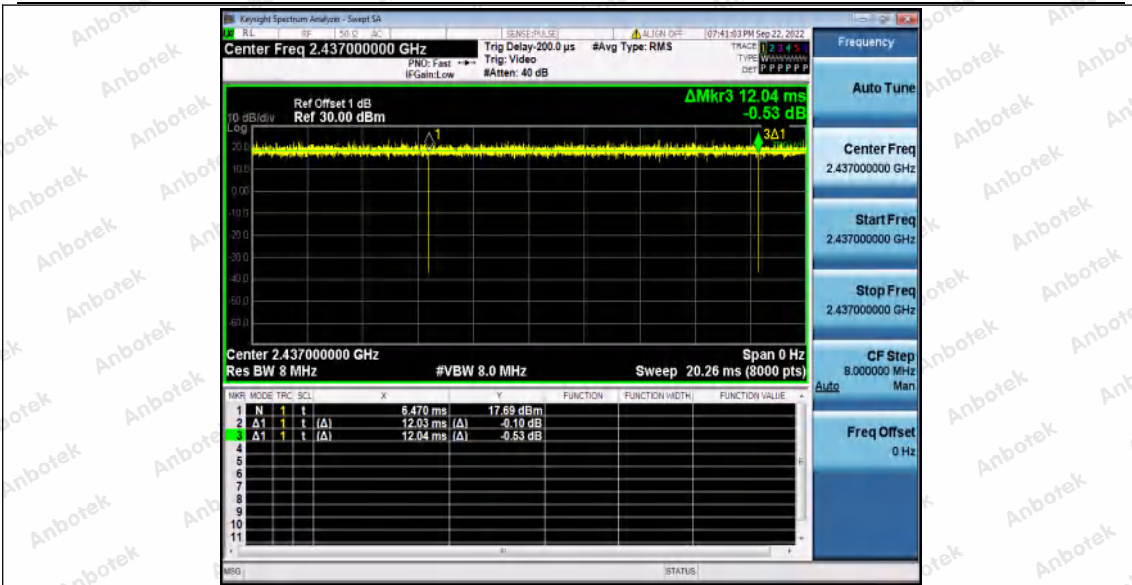 Keysight Spectrum Analyzer - Swept SA
RL RF 50 Ω AC SENSE:PULSE ALIGN OFF 07:41:03 PM Sep 22, 2022
Center Freq 2.437000000 GHz
PNO: Fast
IFGain:Low
Trig Delay-200.0 µs
Trig: Video
#Atten: 40 dB
#Avg Type: RMS
TRACE 1 2 3 4 5 6
TYPE W
DET P P P P P P
Ref Offset 1 dB
10 dB/div Ref 30.00 dBm
Log
ΔMkr3 12.04 ms
-0.53 dB
1
3Δ1
20.0
10.0
0.00
-10.0
-20.0
-30.0
-40.0
-50.0
-60.0
Center 2.437000000 GHz Span 0 Hz
Res BW 8 MHz #VBW 8.0 MHz Sweep 20.26 ms (8000 pts)
MKR MODE TRC SCL X Y FUNCTION FUNCTION WIDTH FUNCTION VALUE
1 N 1 t 6.470 ms 17.69 dBm
2 Δ1 1 t (Δ) 12.03 ms (Δ) -0.10 dB
3 Δ1 1 t (Δ) 12.04 ms (Δ) -0.53 dB
4
5
6
7
8
9
10
11
MSG STATUS
Frequency
Auto Tune
Center Freq
2.437000000 GHz
Start Freq
2.437000000 GHz
Stop Freq
2.437000000 GHz
CF Step
8.000000 MHz
Auto Man
Freq Offset
0 Hz
Anbotek